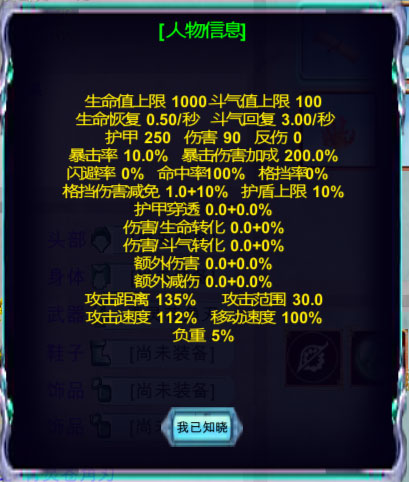 [人物信息]
生命值上限 1000 斗气值上限 100
生命恢复 0.50/秒 斗气回复 3.00/秒
护甲 250 伤害 90 反伤 0
暴击率 10.0% 暴击伤害加成 200.0%
闪避率 0% 命中率100% 格挡率0%
格挡伤害减免 1.0+10% 护盾上限 10%
护甲穿透 0.0+0.0%
伤害/生命转化 0.0+0%
伤害/斗气转化 0.0+0%
额外伤害 0.0+0.0%
额外减伤 0.0+0.0%
攻击距离 135% 攻击范围 30.0
攻击速度 112% 移动速度 100%
负重 5%
头部
身体
武器
鞋子 [尚未装备]
饰品 [尚未装备]
饰品 [尚未
我已知晓